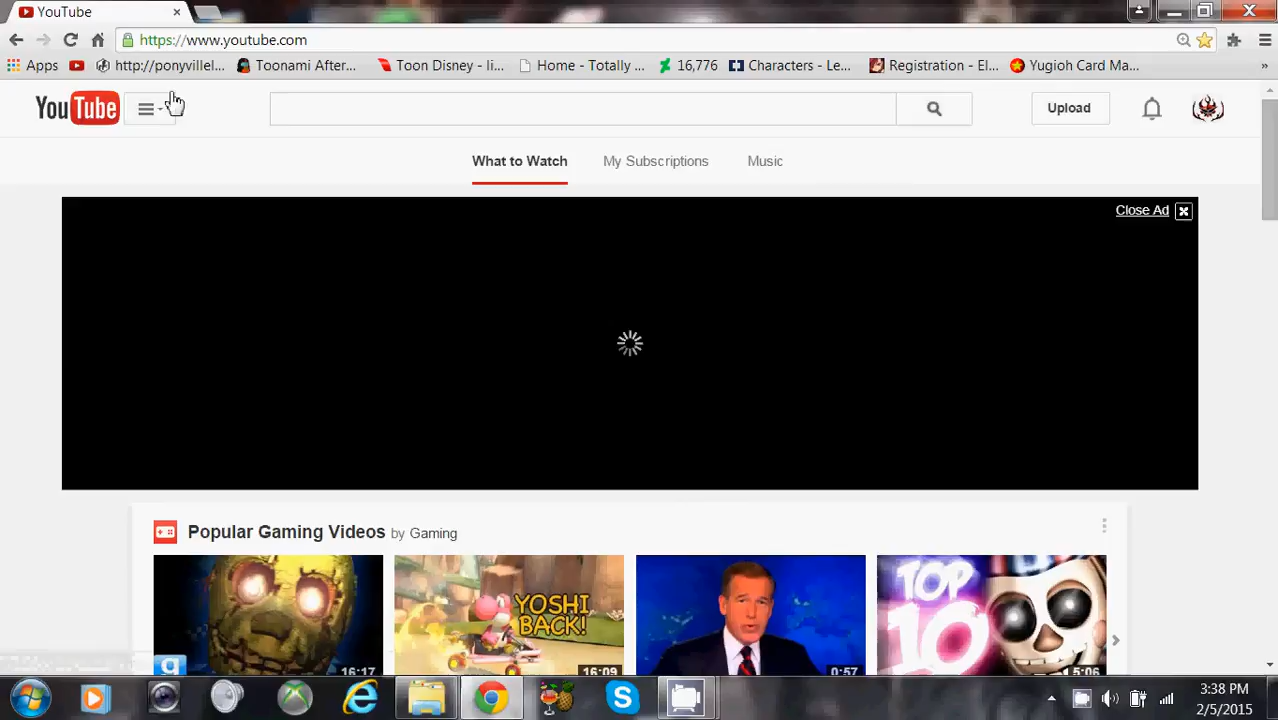 YouTube
https://www.youtube.com
Apps
http://ponyvillel...
Toonami After...
Toon Disney - li...
Home - Totally ...
16,776
Characters - Le...
Registration - El...
Yugioh Card Ma...
»
YouTube
Upload
What to Watch
My Subscriptions
Music
Close Ad
Popular Gaming Videos by Gaming
16:17
YOSHI
BACK!
16:09
0:57
TOP
10
5:06
3:38 PM
2/5/2015